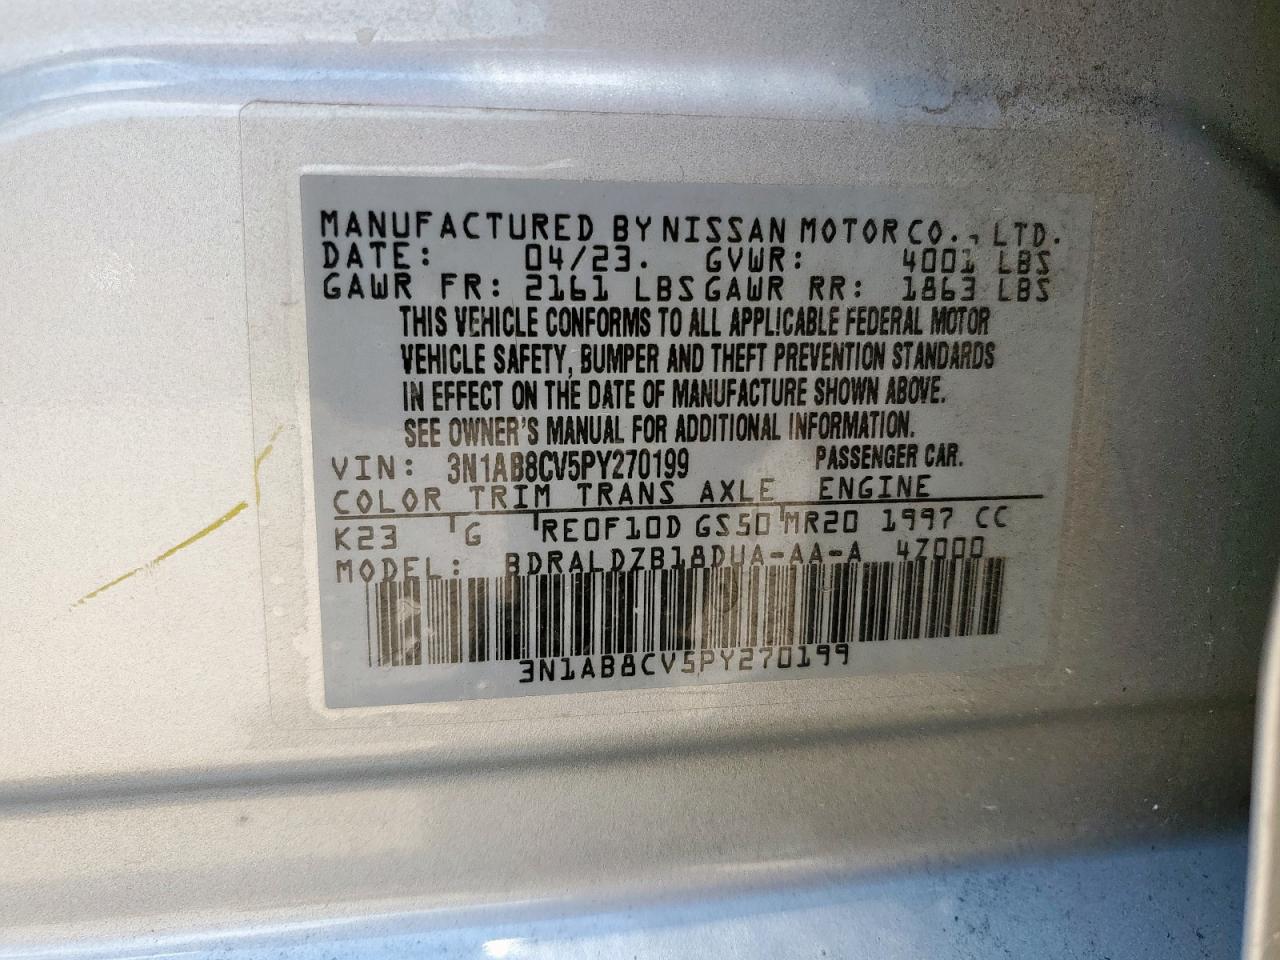 MANUFACTURED BY NISSAN MOTOR CO., LTD.
DATE: 04/23. GVWR: 4001 LBS
GAWR FR: 2161 LBS GAWR RR: 1863 LBS
THIS VEHICLE CONFORMS TO ALL APPLICABLE FEDERAL MOTOR
VEHICLE SAFETY, BUMPER AND THEFT PREVENTION STANDARDS
IN EFFECT ON THE DATE OF MANUFACTURE SHOWN ABOVE.
SEE OWNER'S MANUAL FOR ADDITIONAL INFORMATION.
VIN: 3N1AB8CV5PY270199 PASSENGER CAR.
COLOR TRIM TRANS AXLE ENGINE
K23 G RE0F10D GS50 MR20 1997 CC
MODEL: BDRALDZB18DUA-AA-A 4Z000
3N1AB8CV5PY270199